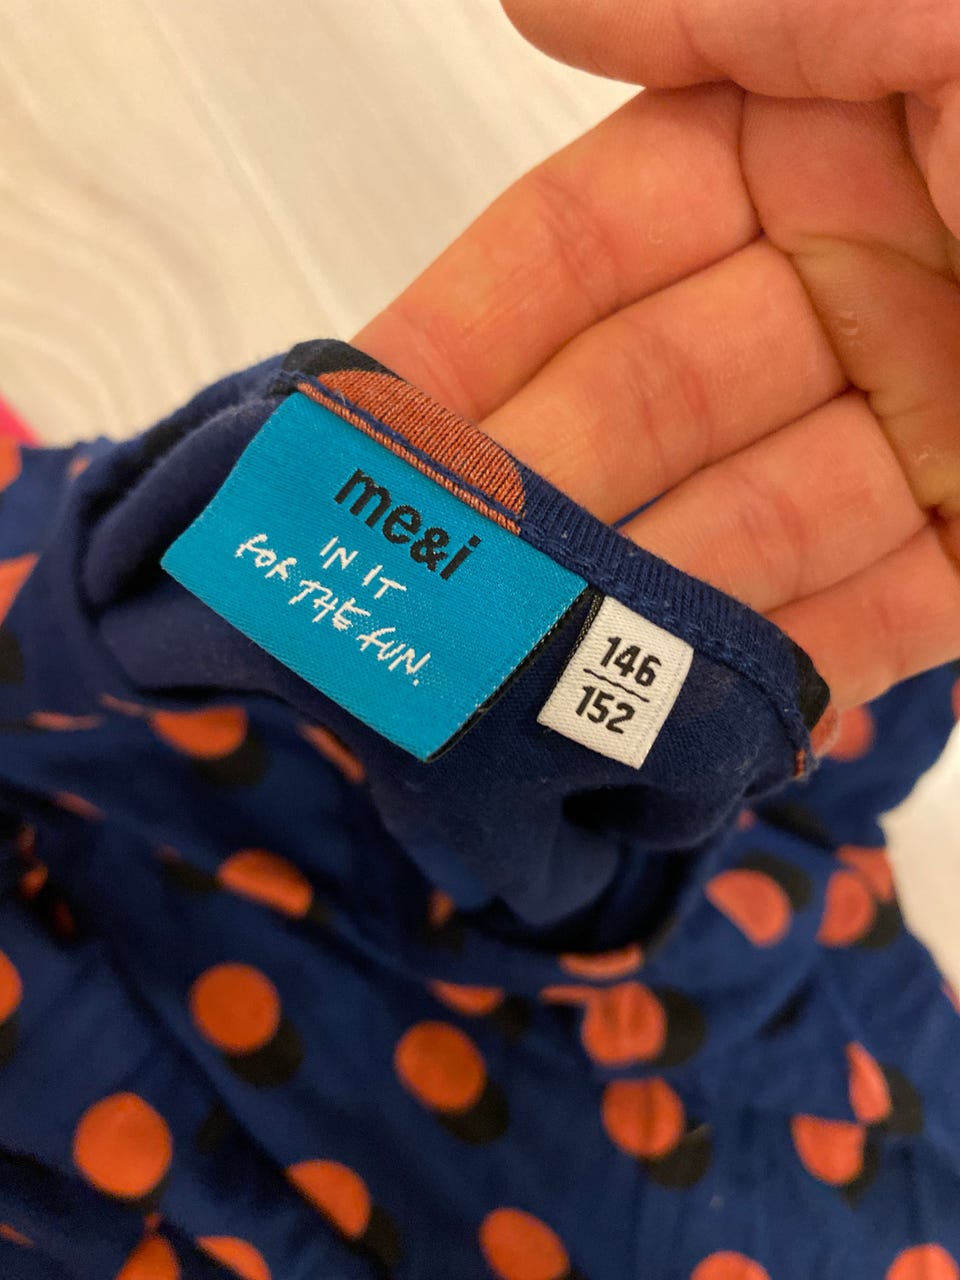 me&i
IN IT
FOR THE FUN.
146
152